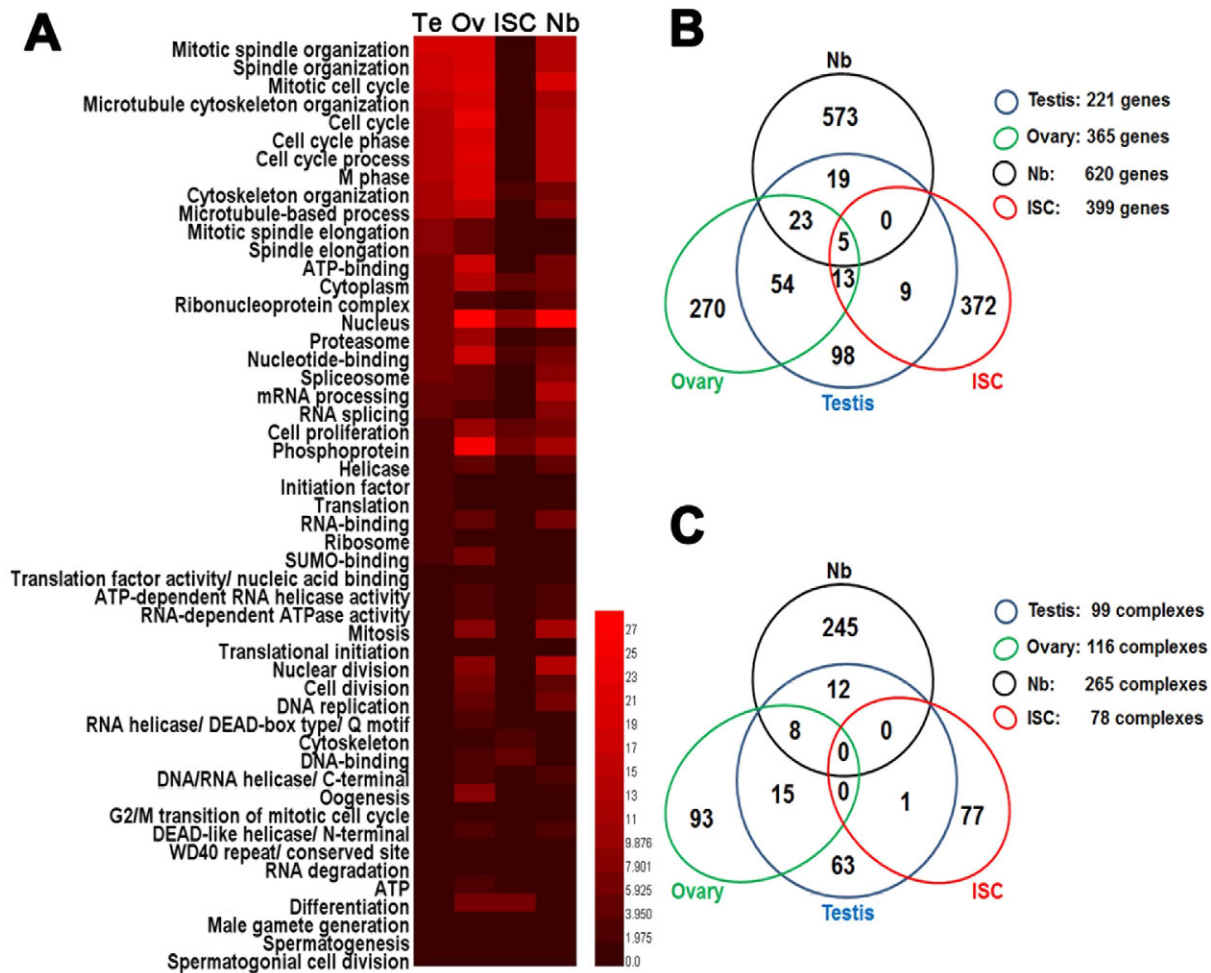 A
Te Ov ISC Nb
Mitotic spindle organization
Spindle organization
Mitotic cell cycle
Microtubule cytoskeleton organization
Cell cycle
Cell cycle phase
Cell cycle process
M phase
Cytoskeleton organization
Microtubule-based process
Mitotic spindle elongation
Spindle elongation
ATP-binding
Cytoplasm
Ribonucleoprotein complex
Nucleus
Proteasome
Nucleotide-binding
Spliceosome
mRNA processing
RNA splicing
Cell proliferation
Phosphoprotein
Helicase
Initiation factor
Translation
RNA-binding
Ribosome
SUMO-binding
Translation factor activity/ nucleic acid binding
ATP-dependent RNA helicase activity
RNA-dependent ATPase activity
Mitosis
Translational initiation
Nuclear division
Cell division
DNA replication
RNA helicase/ DEAD-box type/ Q motif
Cytoskeleton
DNA-binding
DNA/RNA helicase/ C-terminal
Oogenesis
G2/M transition of mitotic cell cycle
DEAD-like helicase/ N-terminal
WD40 repeat/ conserved site
RNA degradation
ATP
Differentiation
Male gamete generation
Spermatogenesis
Spermatogonial cell division
27
25
23
21
19
17
15
13
11
9.876
7.901
5.925
3.950
1.975
0.0
B
Nb
573
19
23
0
5
13
54
9
270
372
98
Ovary
ISC
Testis
Testis: 221 genes
Ovary: 365 genes
Nb: 620 genes
ISC: 399 genes
C
Nb
245
12
8
0
0
0
15
1
93
77
63
Ovary
ISC
Testis
Testis: 99 complexes
Ovary: 116 complexes
Nb: 265 complexes
ISC: 78 complexes